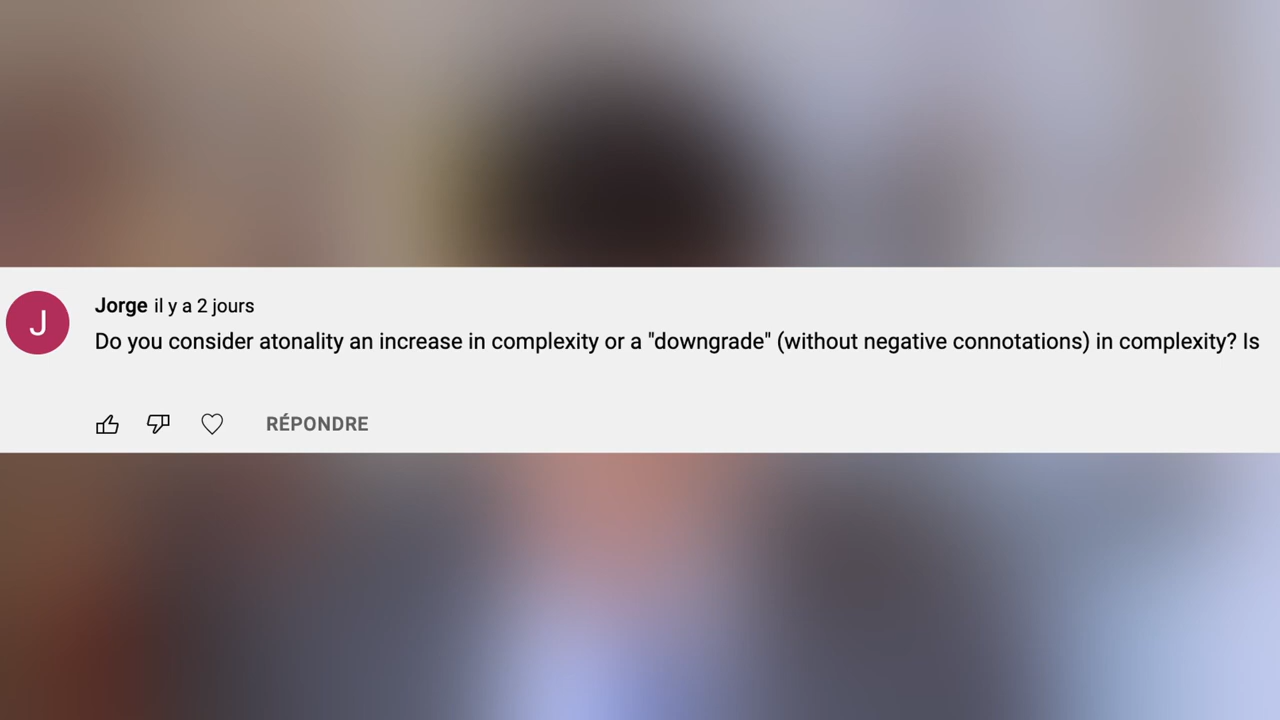 J
Jorge il y a 2 jours
Do you consider atonality an increase in complexity or a "downgrade" (without negative connotations) in complexity? Is
RÉPONDRE